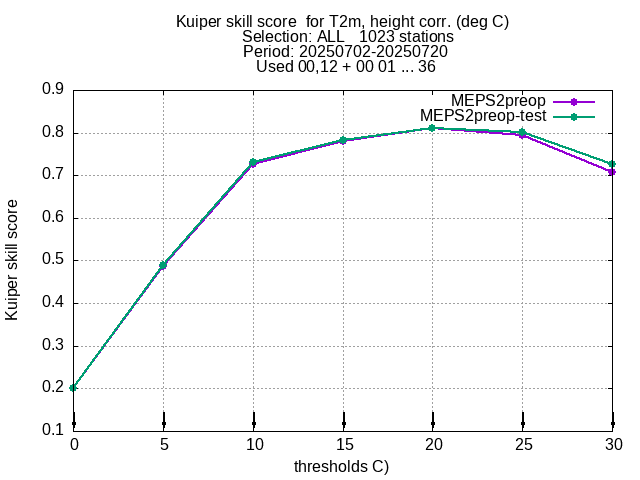 Kuiper skill score  for T2m, height corr. (deg C)
Selection: ALL   1023 stations
Period: 20250702-20250720
Used 00,12 + 00 01 ... 36
MEPS2preop
MEPS2preop-test
0.9
0.8
0.7
0.6
0.5
0.4
0.3
0.2
0.1
Kuiper skill score
0 5 10 15 20 25 30
thresholds C)